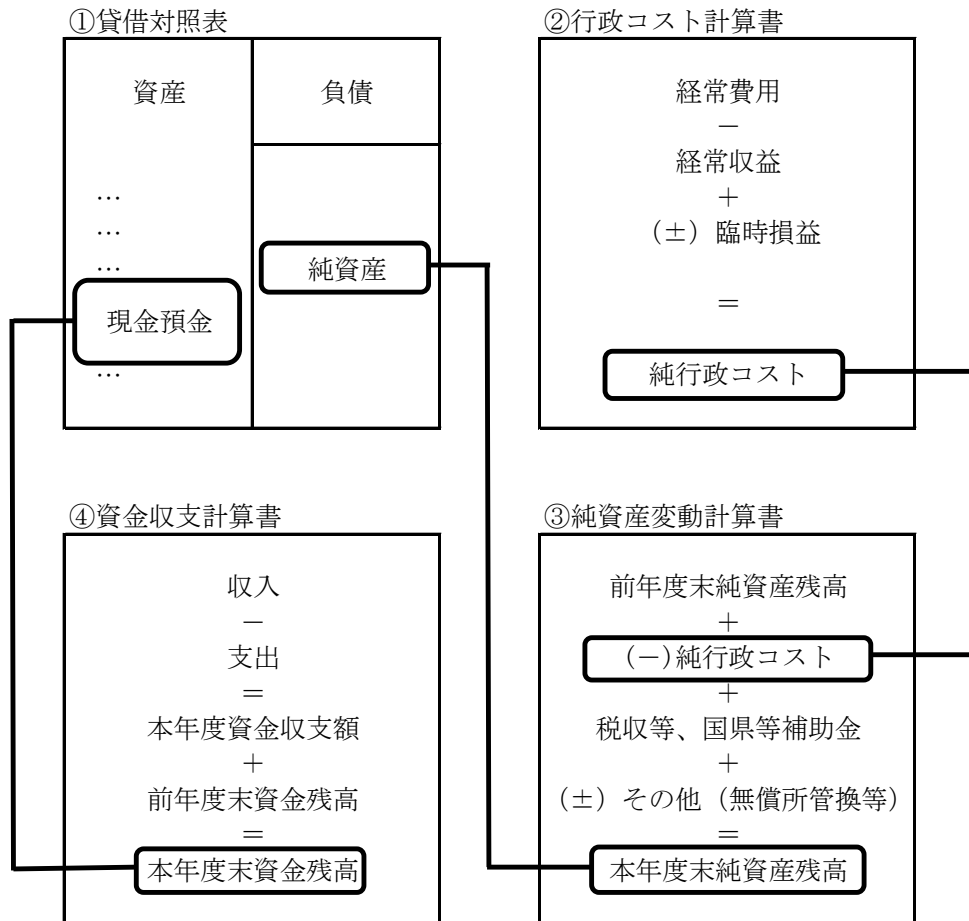 ①貸借対照表
資産
負債
…
…
…
現金預金
…
純資産
②行政コスト計算書
経常費用
－
経常収益
＋
（±）臨時損益
＝
純行政コスト
④資金収支計算書
収入
－
支出
＝
本年度資金収支額
＋
前年度末資金残高
＝
本年度末資金残高
③純資産変動計算書
前年度末純資産残高
＋
(－)純行政コスト
＋
税収等、国県等補助金
＋
（±）その他（無償所管換等）
＝
本年度末純資産残高